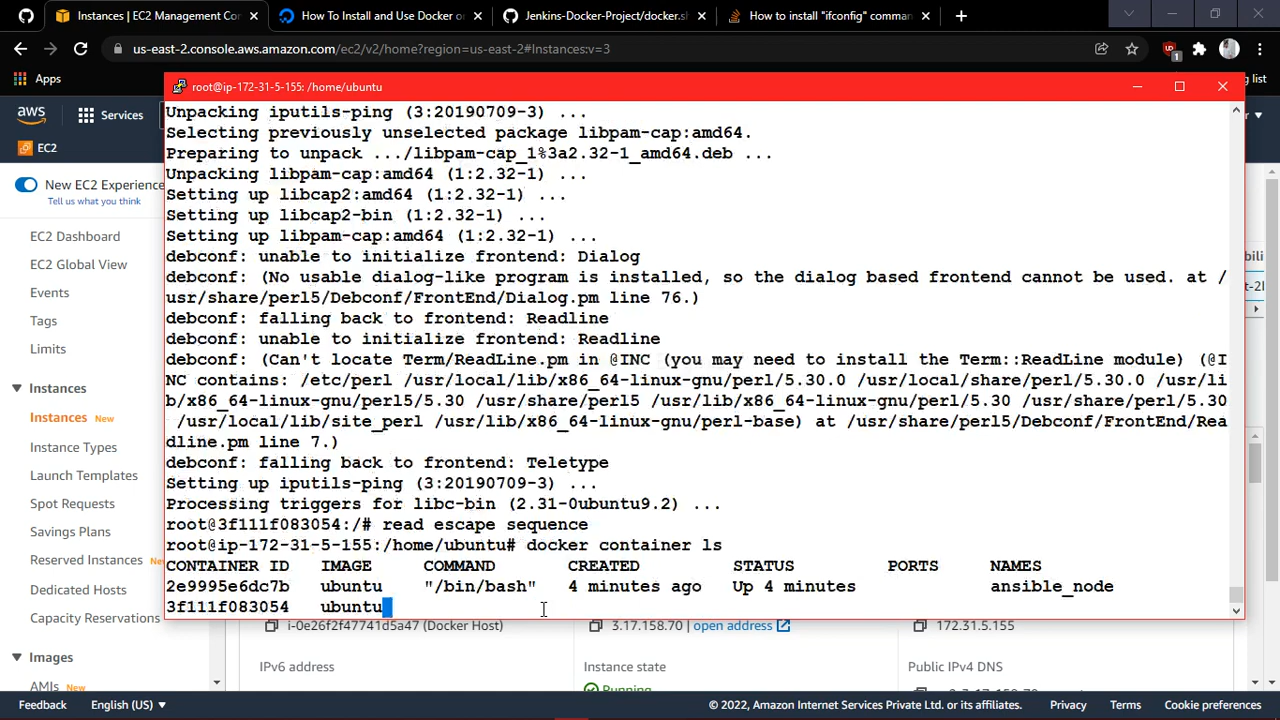 Instances | EC2 Management Con
How To Install and Use Docker on
Jenkins-Docker-Project/docker.sh
How to install "ifconfig" command
us-east-2.console.aws.amazon.com/ec2/v2/home?region=us-east-2#Instances:v=3
1
Apps
ng list
aws
Services
EC2
New EC2 Experience
Tell us what you think
EC2 Dashboard
EC2 Global View
Events
Tags
Limits
Instances
Instances New
Instance Types
Launch Templates
Spot Requests
Savings Plans
Reserved Instances New
Dedicated Hosts
Images
AMIs New
root@ip-172-31-5-155: /home/ubuntu
Unpacking iputils-ping (3:20190709-3) ...
Selecting previously unselected package libpam-cap:amd64.
Preparing to unpack .../libpam-cap_1%3a2.32-1_amd64.deb ...
Unpacking libpam-cap:amd64 (1:2.32-1) ...
Setting up libcap2:amd64 (1:2.32-1) ...
Setting up libcap2-bin (1:2.32-1) ...
Setting up libpam-cap:amd64 (1:2.32-1) ...
debconf: unable to initialize frontend: Dialog
debconf: (No usable dialog-like program is installed, so the dialog based frontend cannot be used. at /
usr/share/perl5/Debconf/FrontEnd/Dialog.pm line 76.)
debconf: falling back to frontend: Readline
debconf: unable to initialize frontend: Readline
debconf: (Can't locate Term/ReadLine.pm in @INC (you may need to install the Term::ReadLine module) (@I
NC contains: /etc/perl /usr/local/lib/x86_64-linux-gnu/perl/5.30.0 /usr/local/share/perl/5.30.0 /usr/li
b/x86_64-linux-gnu/perl5/5.30 /usr/share/perl5 /usr/lib/x86_64-linux-gnu/perl/5.30 /usr/share/perl/5.30
/usr/local/lib/site_perl /usr/lib/x86_64-linux-gnu/perl-base) at /usr/share/perl5/Debconf/FrontEnd/Rea
dline.pm line 7.)
debconf: falling back to frontend: Teletype
Setting up iputils-ping (3:20190709-3) ...
Processing triggers for libc-bin (2.31-0ubuntu9.2) ...
root@3f111f083054:/# read escape sequence
root@ip-172-31-5-155:/home/ubuntu# docker container ls
CONTAINER ID IMAGE COMMAND CREATED STATUS PORTS NAMES
2e9995e6dc7b ubuntu "/bin/bash" 4 minutes ago Up 4 minutes ansible_node
3f111f083054 ubuntu
i-0e26f2f47741d5a47 (Docker Host)
3.17.158.70 | open address
172.31.5.155
IPv6 address
Instance state
Public IPv4 DNS
Running
Feedback English (US)
© 2022, Amazon Internet Services Private Ltd. or its affiliates. Privacy Terms Cookie preferences